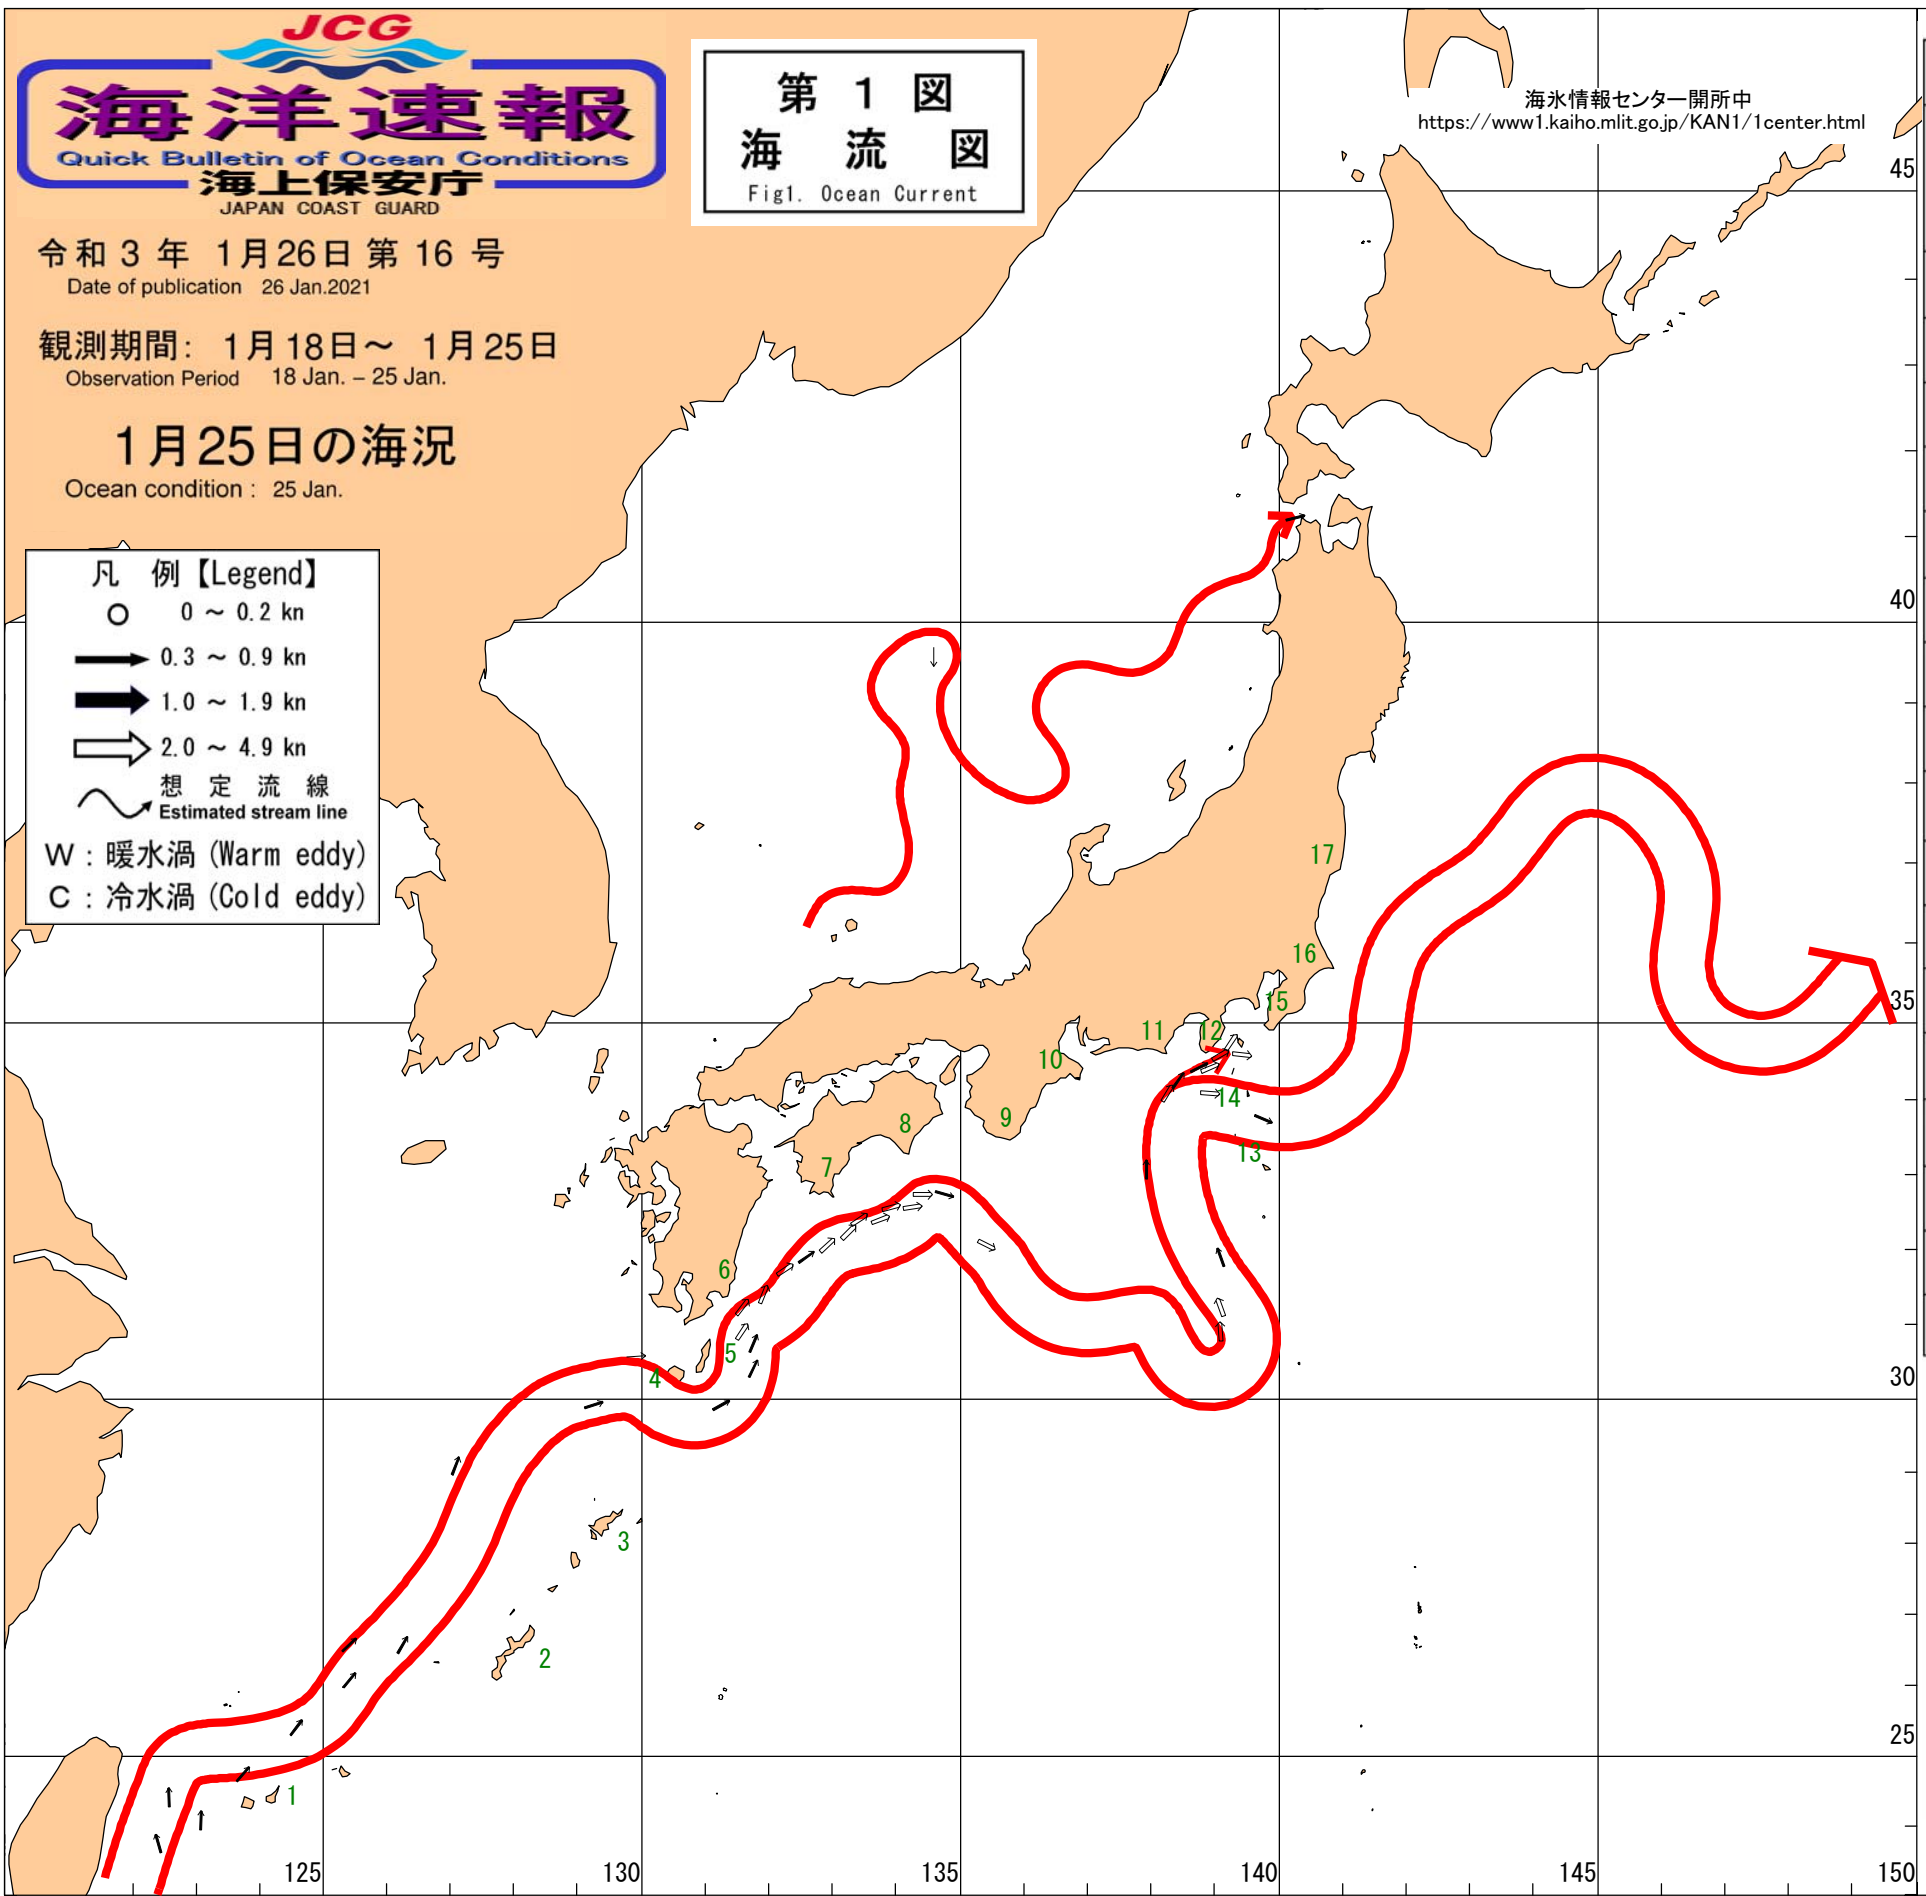 JCG
海洋速報
Quick Bulletin of Ocean Conditions
海上保安庁
JAPAN COAST GUARD
第 1 図
海 流 図
Fig1. Ocean Current
海氷情報センター開所中
https://www1.kaiho.mlit.go.jp/KAN1/1center.html
令和 3 年 1月26日 第 16 号
Date of publication 26 Jan.2021
観測期間: 1月18日～ 1月25日
Observation Period 18 Jan. – 25 Jan.
1月25日の海況
Ocean condition : 25 Jan.
凡 例【Legend】
0 ～ 0.2 kn
0.3 ～ 0.9 kn
1.0 ～ 1.9 kn
2.0 ～ 4.9 kn
想 定 流 線
Estimated stream line
W : 暖水渦 (Warm eddy)
C : 冷水渦 (Cold eddy)
45
40
35
30
25
17
16
15
12
11
10
14
13
9
8
7
6
5
4
3
2
1
125
130
135
140
145
150